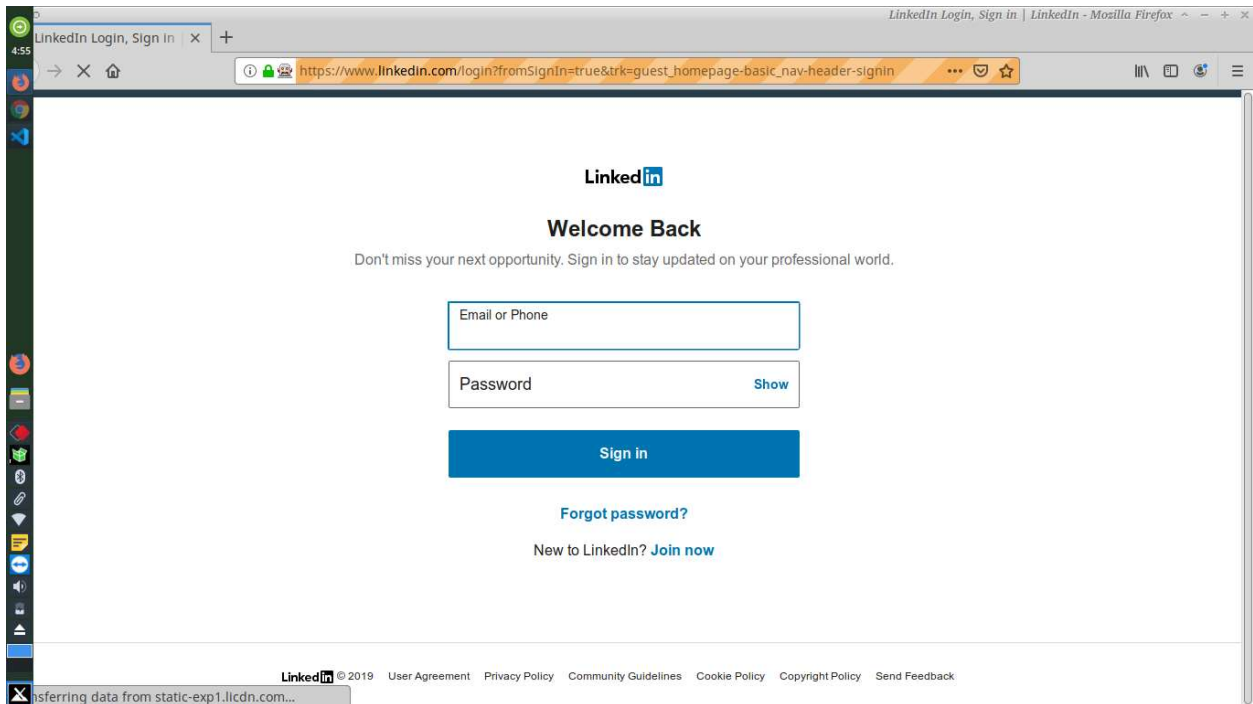 LinkedIn Login, Sign in | LinkedIn - Mozilla Firefox
4:55
LinkedIn Login, Sign in |
https://www.linkedin.com/login?fromSignIn=true&trk=guest_homepage-basic_nav-header-signin
Linked in
Welcome Back
Don't miss your next opportunity. Sign in to stay updated on your professional world.
Email or Phone
Password Show
Sign in
Forgot password?
New to LinkedIn? Join now
Linked in © 2019 User Agreement Privacy Policy Community Guidelines Cookie Policy Copyright Policy Send Feedback
nsferring data from static-exp1.licdn.com...